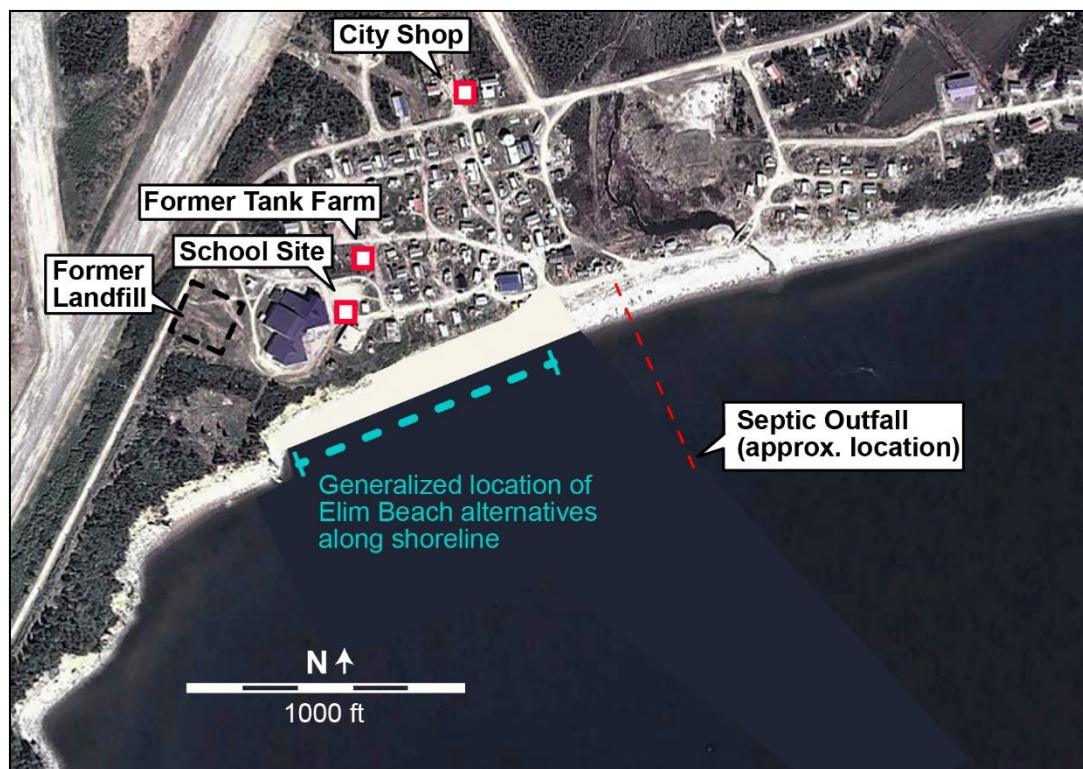 City Shop
Former Tank Farm
School Site
Former
Landfill
Septic Outfall
(approx. location)
Generalized location of
Elim Beach alternatives
along shoreline
N
1000 ft